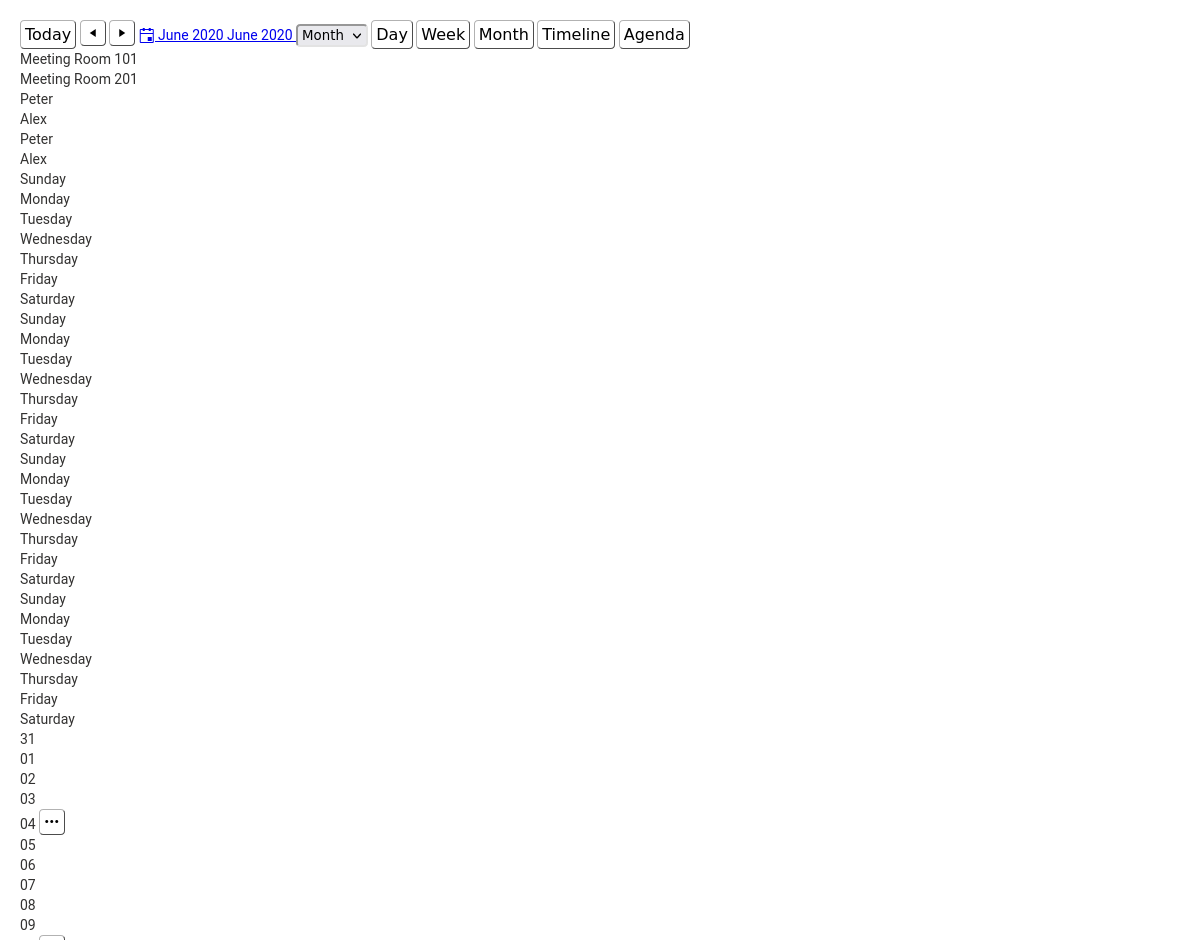 Today June 2020 June 2020 Month Day Week Month Timeline Agenda
Meeting Room 101
Meeting Room 201
Peter
Alex
Peter
Alex
Sunday
Monday
Tuesday
Wednesday
Thursday
Friday
Saturday
Sunday
Monday
Tuesday
Wednesday
Thursday
Friday
Saturday
Sunday
Monday
Tuesday
Wednesday
Thursday
Friday
Saturday
Sunday
Monday
Tuesday
Wednesday
Thursday
Friday
Saturday
31
01
02
03
04
05
06
07
08
09